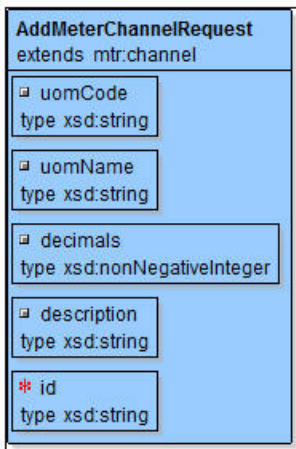 AddMeterChannelRequest
extends mtr:channel
uomCode
type xsd:string
uomName
type xsd:string
decimals
type xsd:nonNegativeInteger
description
type xsd:string
* id
type xsd:string